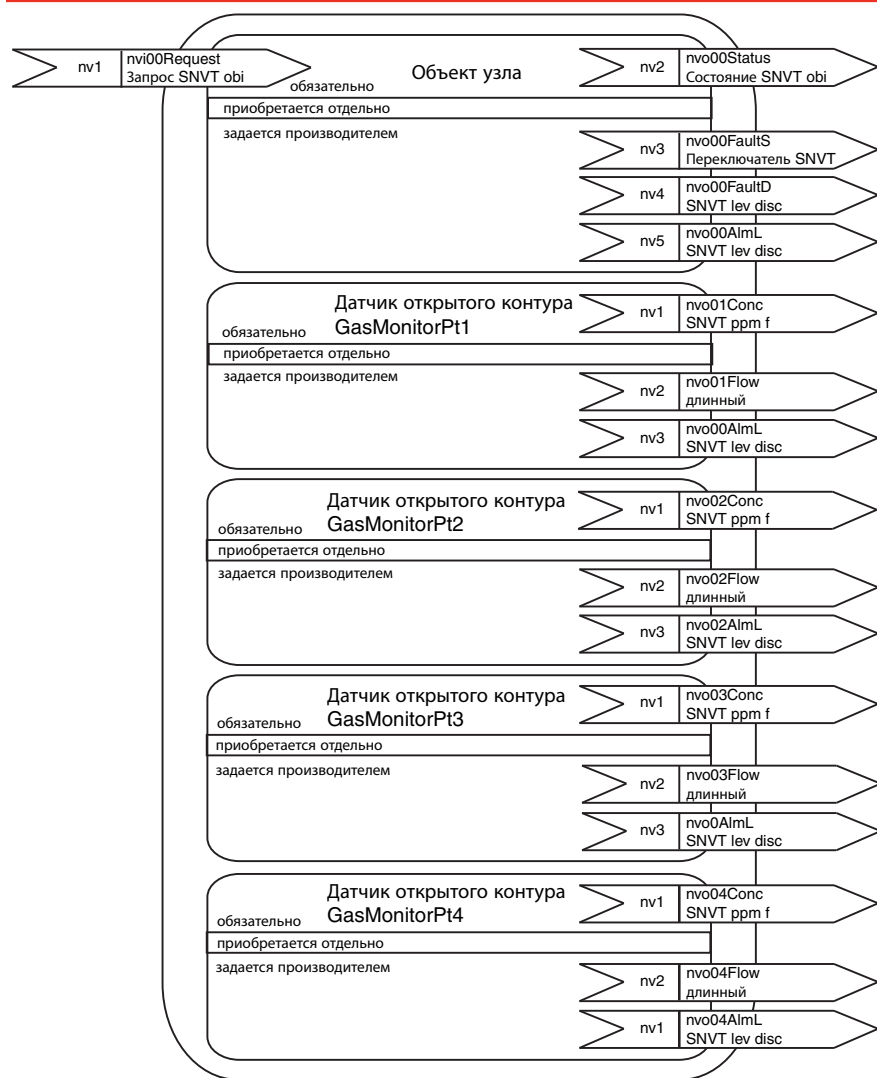 nv1
nvi00Request
Запрос SNVT obi
Объект узла
обязательно
nv2
nvo00Status
Состояние SNVT obi
приобретается отдельно
задается производителем
nv3
nvo00FaultS
Переключатель SNVT
nv4
nvo00FaultD
SNVT lev disc
nv5
nvo00AlmL
SNVT lev disc
Датчик открытого контура
GasMonitorPt1
обязательно
nv1
nvo01Conc
SNVT ppm f
приобретается отдельно
задается производителем
nv2
nvo01Flow
длинный
nv3
nvo00AlmL
SNVT lev disc
Датчик открытого контура
GasMonitorPt2
обязательно
nv1
nvo02Conc
SNVT ppm f
приобретается отдельно
задается производителем
nv2
nvo02Flow
длинный
nv3
nvo02AlmL
SNVT lev disc
Датчик открытого контура
GasMonitorPt3
обязательно
nv1
nvo03Conc
SNVT ppm f
приобретается отдельно
задается производителем
nv2
nvo03Flow
длинный
nv3
nvo0AlmL
SNVT lev disc
Датчик открытого контура
GasMonitorPt4
обязательно
nv1
nvo04Conc
SNVT ppm f
приобретается отдельно
задается производителем
nv2
nvo04Flow
длинный
nv1
nvo04AlmL
SNVT lev disc